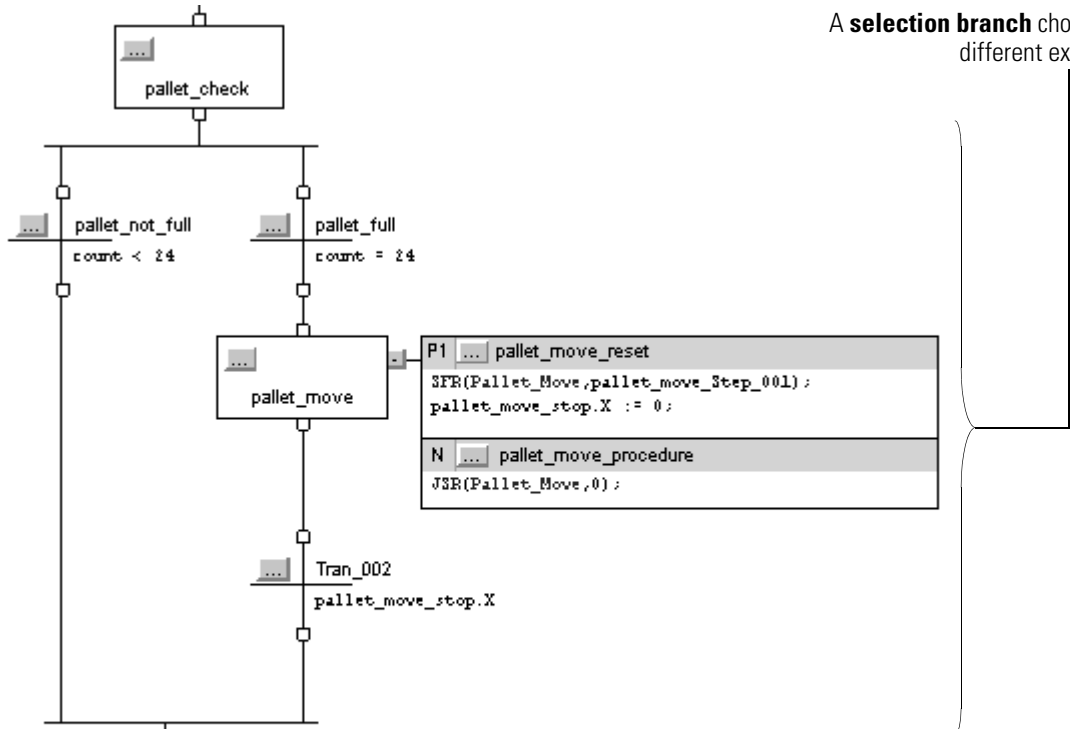 A selection branch cho
different ex
...
pallet_check
... pallet_not_full
count < 24
... pallet_full
count = 24
...
pallet_move
-
P1 ... pallet_move_reset
SFR(Pallet_Move,pallet_move_Step_001);
pallet_move_stop.X := 0;
N ... pallet_move_procedure
JSR(Pallet_Move,0);
... Tran_002
pallet_move_stop.X